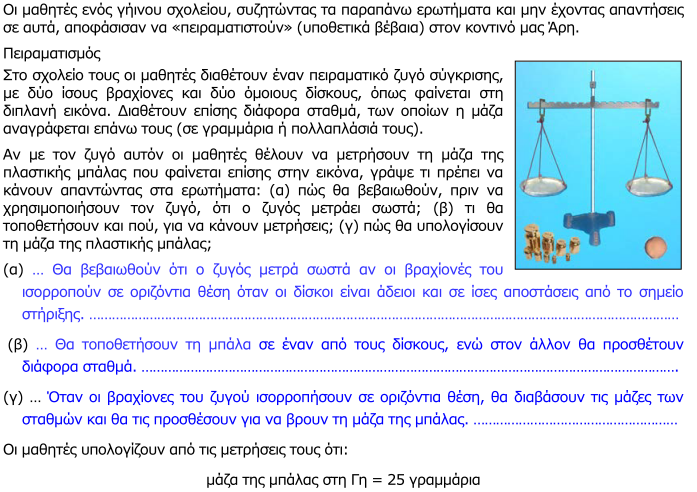 Οι μαθητές ενός γήινου σχολείου, συζητώντας τα παραπάνω ερωτήματα και μην έχοντας απαντήσεις
σε αυτά, αποφάσισαν να «πειραματιστούν» (υποθετικά βέβαια) στον κοντινό μας Άρη.
Πειραματισμός
Στο σχολείο τους οι μαθητές διαθέτουν έναν πειραματικό ζυγό σύγκρισης,
με δύο ίσους βραχίονες και δύο όμοιους δίσκους, όπως φαίνεται στη
διπλανή εικόνα. Διαθέτουν επίσης διάφορα σταθμά, των οποίων η μάζα
αναγράφεται επάνω τους (σε γραμμάρια ή πολλαπλάσιά τους).
Αν με τον ζυγό αυτόν οι μαθητές θέλουν να μετρήσουν τη μάζα της
πλαστικής μπάλας που φαίνεται επίσης στην εικόνα, γράψε τι πρέπει να
κάνουν απαντώντας στα ερωτήματα: (α) πώς θα βεβαιωθούν, πριν να
χρησιμοποιήσουν τον ζυγό, ότι ο ζυγός μετράει σωστά; (β) τι θα
τοποθετήσουν και πού, για να κάνουν μετρήσεις; (γ) πώς θα υπολογίσουν
τη μάζα της πλαστικής μπάλας;
(α) … Θα βεβαιωθούν ότι ο ζυγός μετρά σωστά αν οι βραχίονές του
ισορροπούν σε οριζόντια θέση όταν οι δίσκοι είναι άδειοι και σε ίσες αποστάσεις από το σημείο
στήριξης. ……………………………………………………………………………………………………………………………
(β) … Θα τοποθετήσουν τη μπάλα σε έναν από τους δίσκους, ενώ στον άλλον θα προσθέτουν
διάφορα σταθμά. …………………………………………………………………………………………………………………….
(γ) … Όταν οι βραχίονες του ζυγού ισορροπήσουν σε οριζόντια θέση, θα διαβάσουν τις μάζες των
σταθμών και θα τις προσθέσουν για να βρουν τη μάζα της μπάλας. ………………………………………………
Οι μαθητές υπολογίζουν από τις μετρήσεις τους ότι:
μάζα της μπάλας στη Γη = 25 γραμμάρια